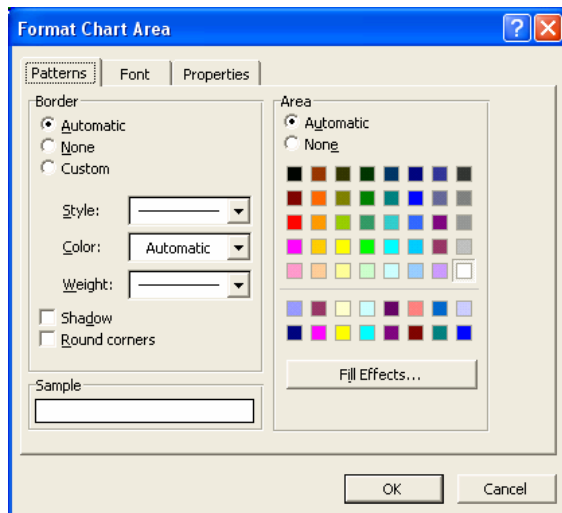 Format Chart Area
?
X
Patterns
Font
Properties
Border
Automatic
None
Custom
Style:
Color:
Automatic
Weight:
Shadow
Round corners
Sample
Area
Automatic
None
Fill Effects...
OK
Cancel